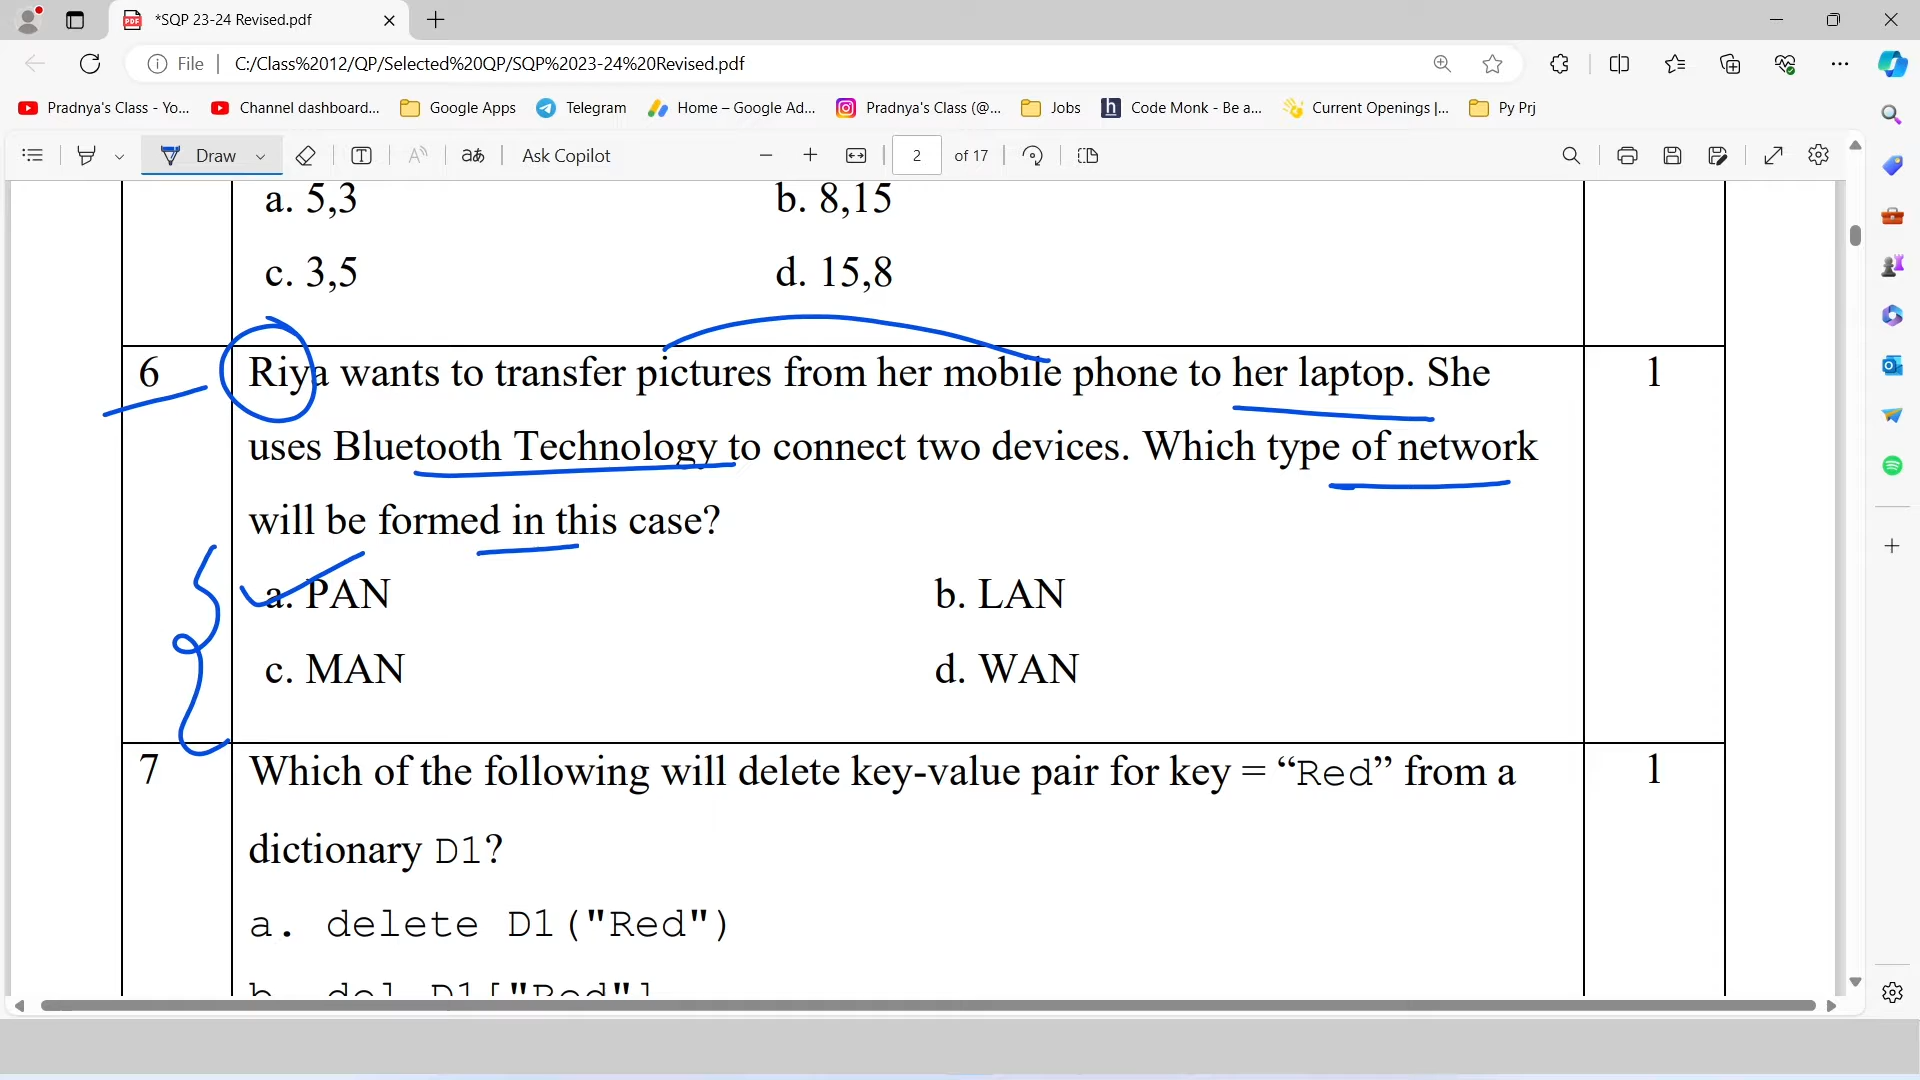 *SQP 23-24 Revised.pdf
File
C:/Class%2012/QP/Selected%20QP/SQP%2023-24%20Revised.pdf
Pradnya's Class - Yo...
Channel dashboard...
Google Apps
Telegram
Home – Google Ad...
Pradnya's Class (@...
Jobs
Code Monk - Be a...
Current Openings |...
Py Prj
Draw
Ask Copilot
2
of 17
a. 5,3
b. 8,15
c. 3,5
d. 15,8
6
Riya wants to transfer pictures from her mobile phone to her laptop. She
1
uses Bluetooth Technology to connect two devices. Which type of network
will be formed in this case?
a. PAN
b. LAN
c. MAN
d. WAN
7
Which of the following will delete key-value pair for key = “Red” from a
1
dictionary D1?
a. delete D1("Red")
b. del D1["Red"]